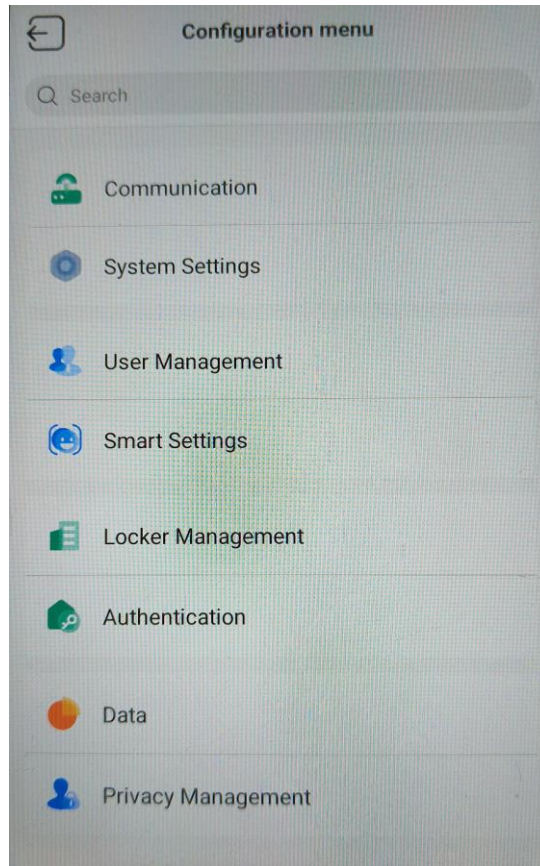 Configuration menu
Search
Communication
System Settings
User Management
Smart Settings
Locker Management
Authentication
Data
Privacy Management